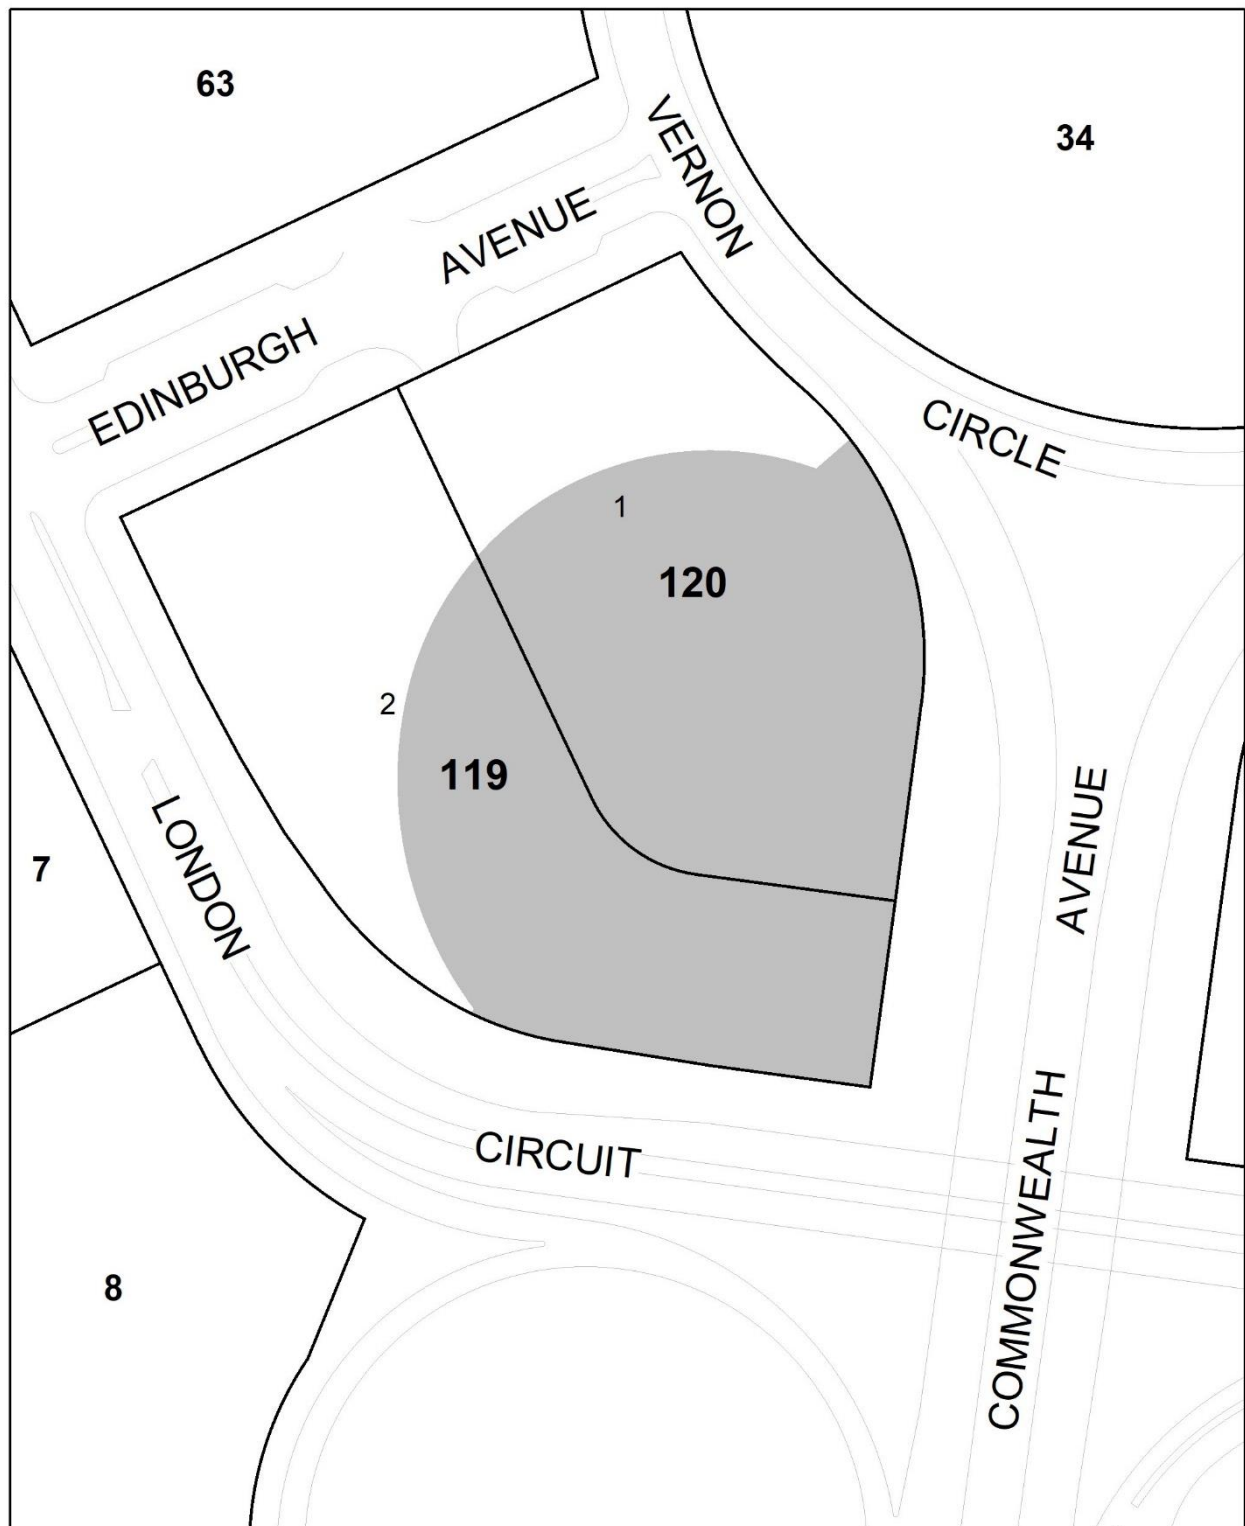 63
34
VERNON
AVENUE
EDINBURGH
CIRCLE
1
120
2
119
AVENUE
LONDON
7
CIRCUIT
COMMONWEALTH
8